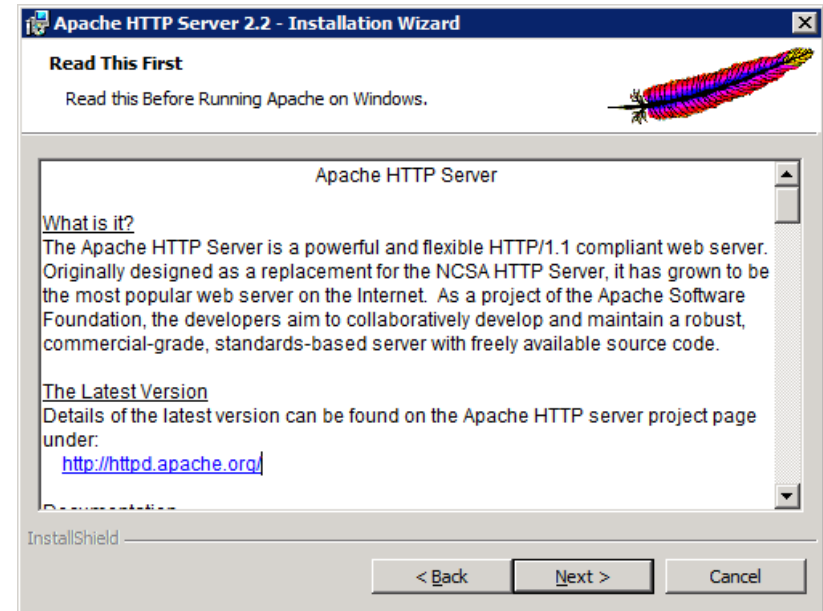 Apache HTTP Server 2.2 - Installation Wizard
Read This First
Read this Before Running Apache on Windows.
Apache HTTP Server
What is it?
The Apache HTTP Server is a powerful and flexible HTTP/1.1 compliant web server.
Originally designed as a replacement for the NCSA HTTP Server, it has grown to be
the most popular web server on the Internet.  As a project of the Apache Software
Foundation, the developers aim to collaboratively develop and maintain a robust,
commercial-grade, standards-based server with freely available source code.
The Latest Version
Details of the latest version can be found on the Apache HTTP server project page
under:
http://httpd.apache.org/
InstallShield
< Back
Next >
Cancel